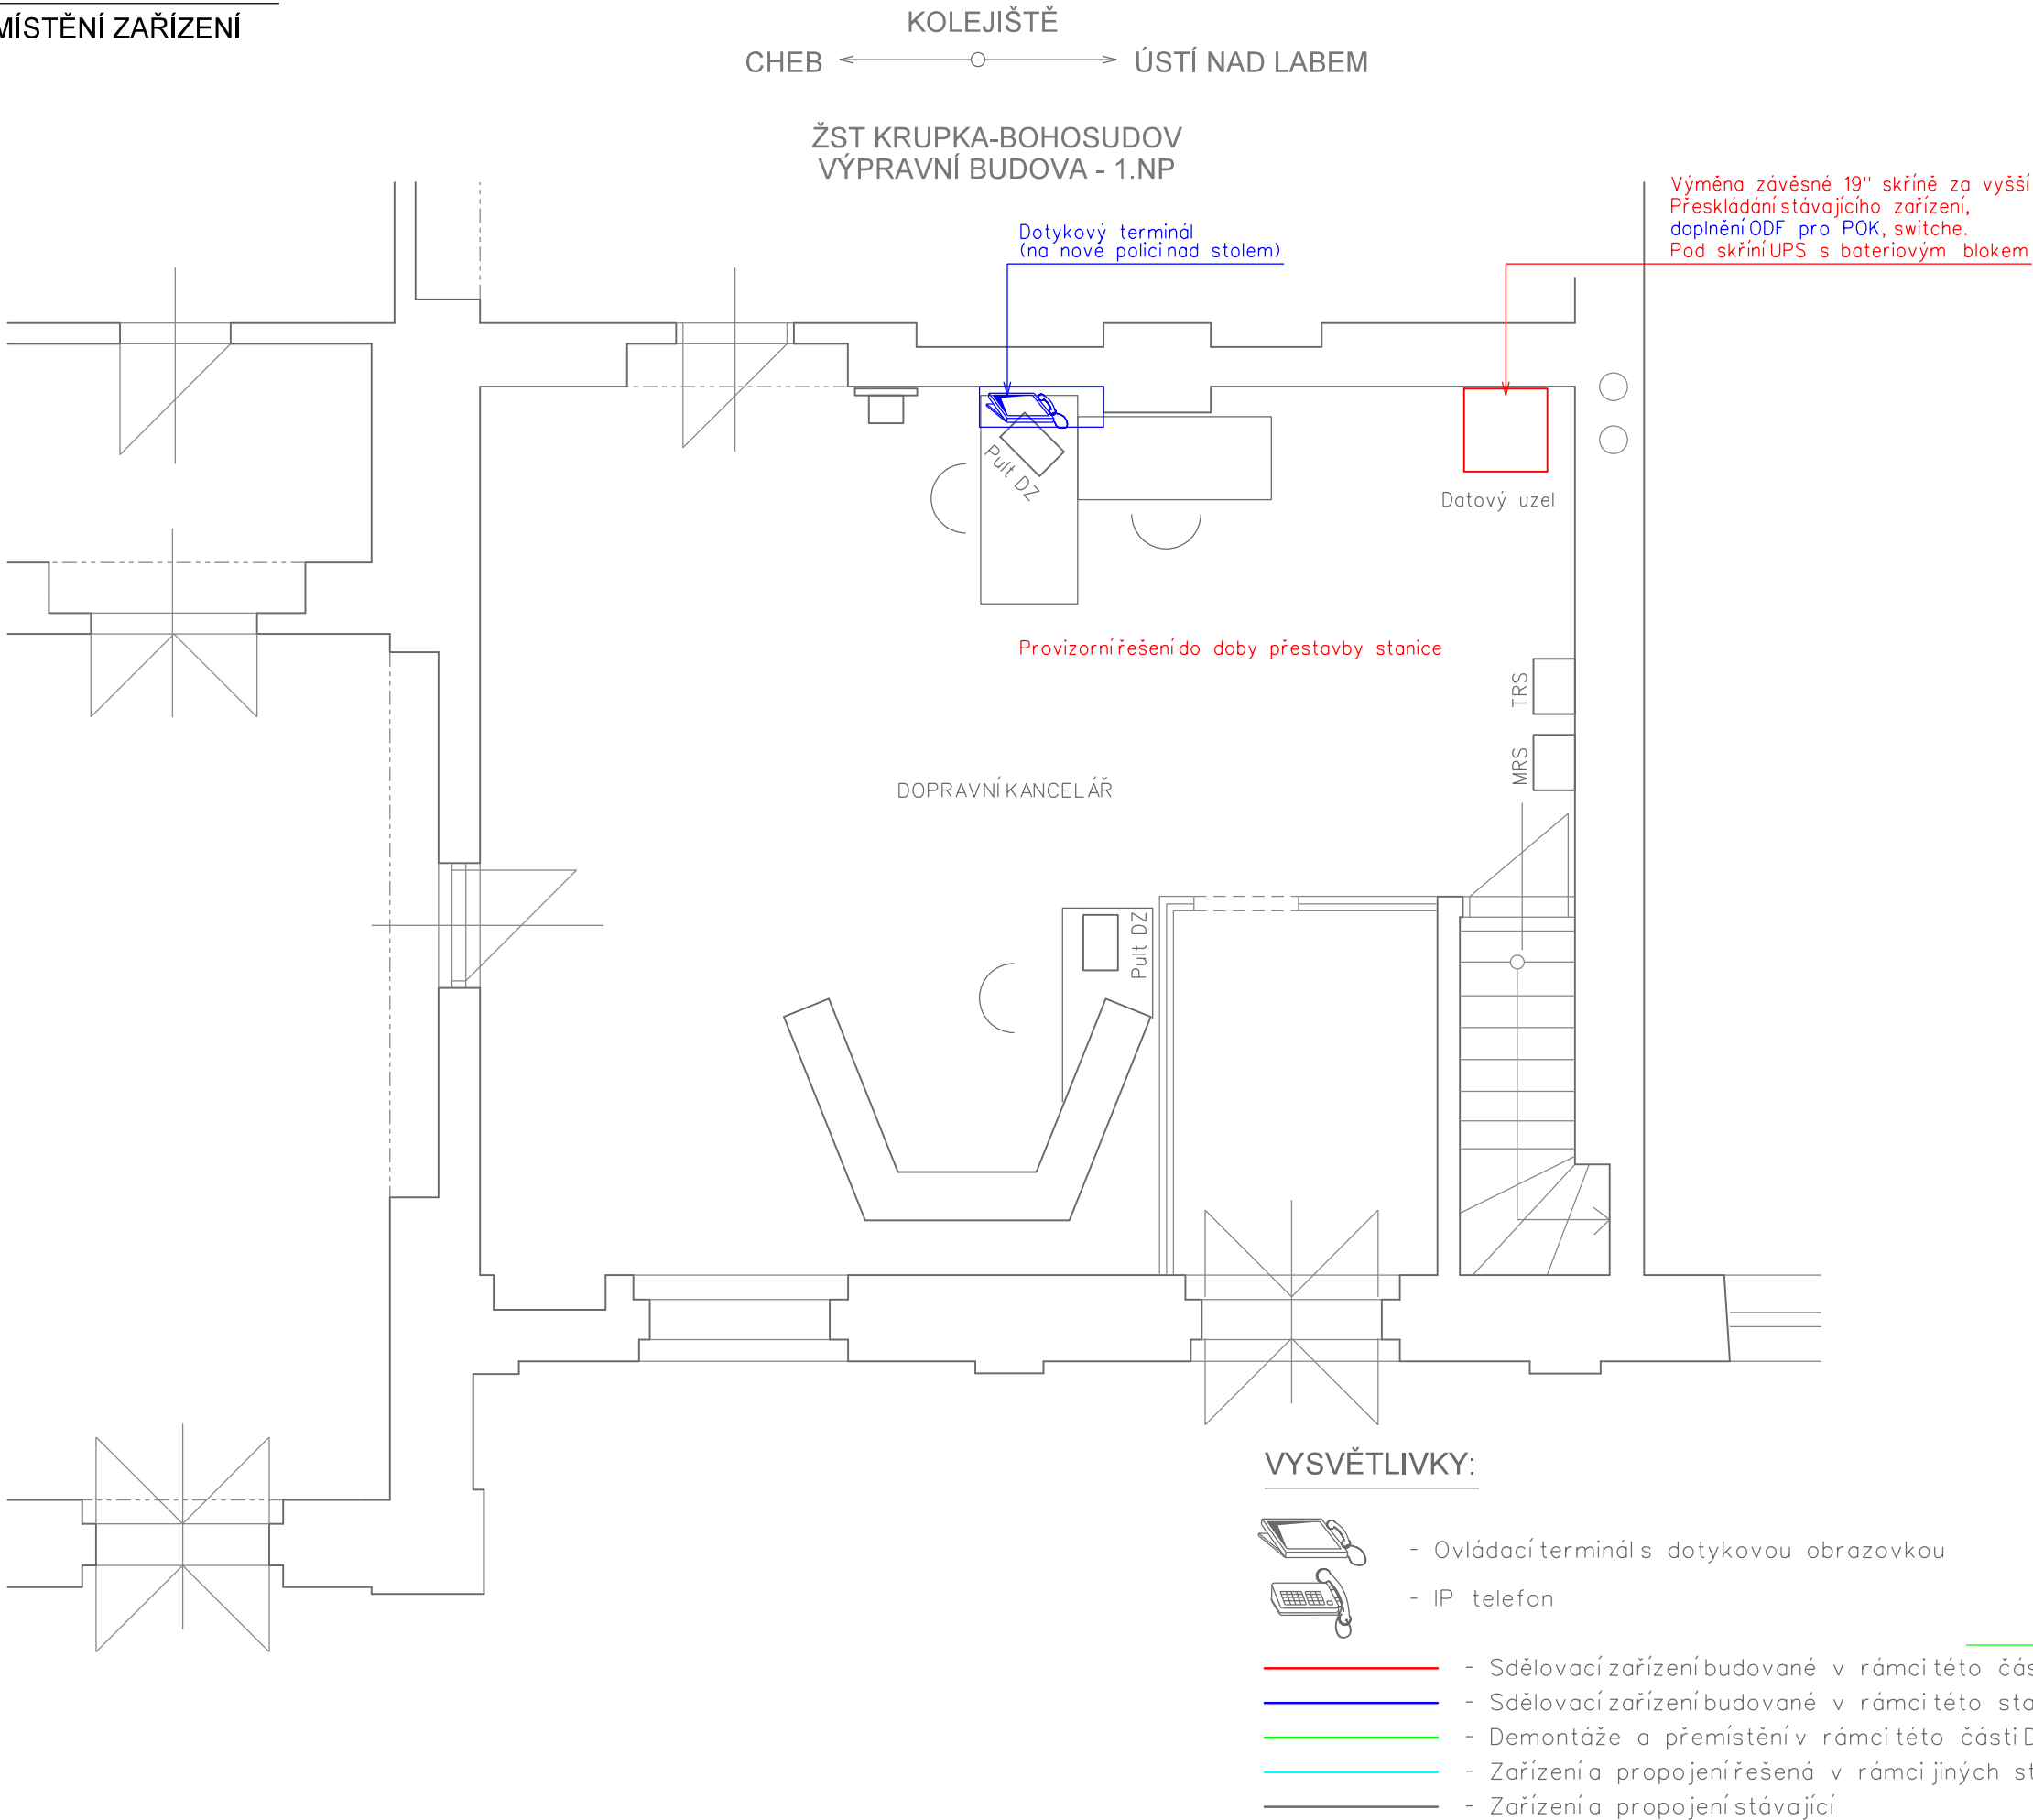 MÍSTĚNÍ ZAŘÍZENÍ
KOLEJIŠTĚ
CHEB ÚSTÍ NAD LABEM
ŽST KRUPKA-BOHOSUDOV
VÝPRAVNÍ BUDOVA - 1.NP
Výměna závěsné 19" skříně za vyšší
Přeskládání stávajícího zařízení,
doplnění ODF pro POK, switche.
Pod skříní UPS s bateriovým blokem
Dotykový terminál
(na nové polici nad stolem)
Pult DZ
Datový uzel
Provizorní řešení do doby přestavby stanice
TRS
MRS
DOPRAVNÍ KANCELÁŘ
Pult DZ
VYSVĚTLIVKY:
- Ovládací terminál s dotykovou obrazovkou
- IP telefon
- Sdělovací zařízení budované v rámci této čás
- Sdělovací zařízení budované v rámci této sta
- Demontáže a přemístění v rámci této části D
- Zařízení a propojení řešená v rámci jiných st
- Zařízení a propojení stávající